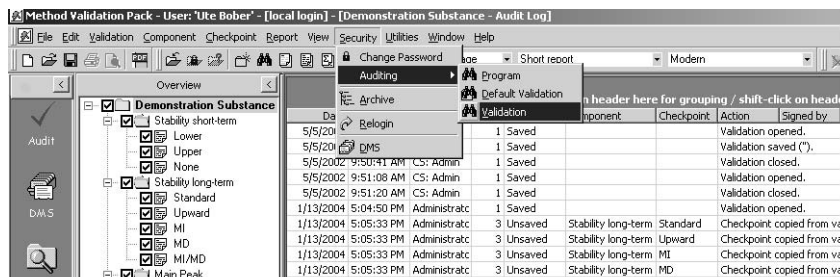 Method Validation Pack - User: 'Ute Bober' - [local login] - [Demonstration Substance - Audit Log]
File Edit Validation Component Checkpoint Report View Security Utilities Window Help
Change Password
Short report Modern
Auditing Program
Overview
Default Validation
Archive
n header here for grouping / shift-click on head
Demonstration Substance
Validation
Stability short-term
Relogin
Checkpoint Action Signed by
Audit
Lower
5/5/20 1 Saved Validation opened.
Upper
DMS
5/5/20 1 Saved Validation saved ('').
None
5/5/2002 9:50:41 AM CS: Admin 1 Saved Validation closed.
Stability long-term
5/5/2002 9:51:08 AM CS: Admin 1 Saved Validation opened.
Standard
5/5/2002 9:51:20 AM CS: Admin 1 Saved Validation closed.
DMS
Upward
1/13/2004 5:04:50 PM Administratc 1 Saved Validation opened.
MI
1/13/2004 5:05:33 PM Administratc 3 Unsaved Stability long-term Standard Checkpoint copied from va
MD
1/13/2004 5:05:33 PM Administratc 3 Unsaved Stability long-term Upward Checkpoint copied from va
MI/MD
1/13/2004 5:05:33 PM Administratc 3 Unsaved Stability long-term MI Checkpoint copied from va
Main Peak
1/13/2004 5:05:33 PM Administratc 3 Unsaved Stability long-term MD Checkpoint copied from va